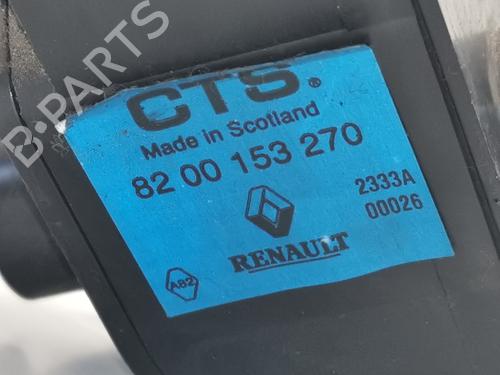 B-PARTS
CTS®
Made in Scotland
82 00 153 270
2333A
00026
RENAULT
A82